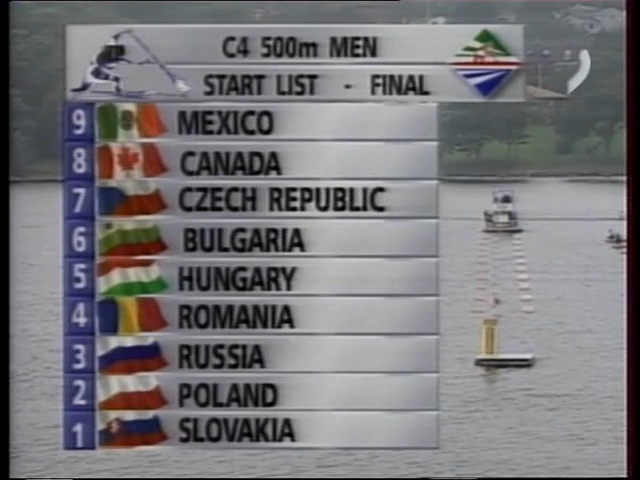 C4 500m MEN
START LIST - FINAL
9 MEXICO
8 CANADA
7 CZECH REPUBLIC
6 BULGARIA
5 HUNGARY
4 ROMANIA
3 RUSSIA
2 POLAND
1 SLOVAKIA